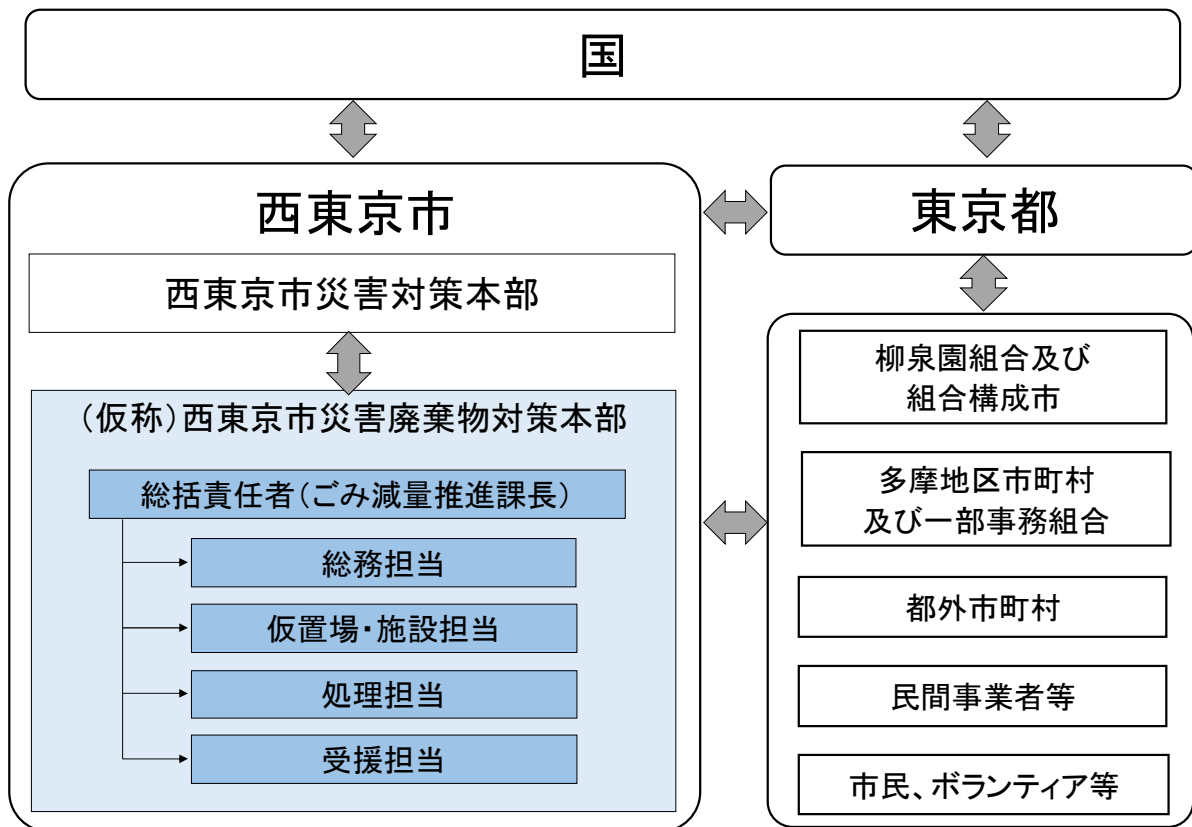 国
西東京市
西東京市災害対策本部
（仮称）西東京市災害廃棄物対策本部
総括責任者（ごみ減量推進課長）
総務担当
仮置場・施設担当
処理担当
受援担当
東京都
柳泉園組合及び
組合構成市
多摩地区市町村
及び一部事務組合
都外市町村
民間事業者等
市民、ボランティア等